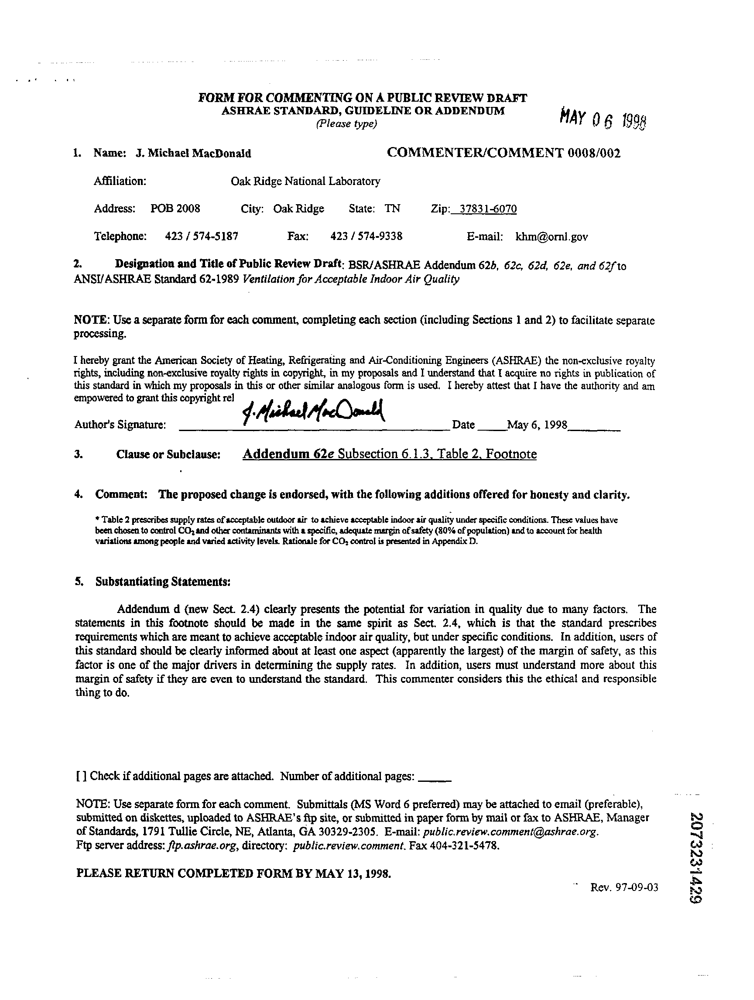 FORM FOR COMMENTING ON A PUBLIC REVIEW DRAFT
ASHRAE STANDARD, GUIDELINE OR ADDENDUM
(Please type)
MAY 06 1998
1. Name: J. Michael MacDonald COMMENTER/COMMENT 0008/002
Affiliation: Oak Ridge National Laboratory
Address: POB 2008 City: Oak Ridge State: TN Zip: 37831-6070
Telephone: 423 / 574-5187 Fax: 423 / 574-9338 E-mail: khm@ornl.gov
2. Designation and Title of Public Review Draft: BSR/ASHRAE Addendum 62b, 62c, 62d, 62e, and 62f to
ANSI/ASHRAE Standard 62-1989 Ventilation for Acceptable Indoor Air Quality
NOTE: Use a separate form for each comment, completing each section (including Sections 1 and 2) to facilitate separate
processing.
I hereby grant the American Society of Heating, Refrigerating and Air-Conditioning Engineers (ASHRAE) the non-exclusive royalty
rights, including non-exclusive royalty rights in copyright, in my proposals and I understand that I acquire no rights in publication of
this standard in which my proposals in this or other similar analogous form is used. I hereby attest that I have the authority and am
empowered to grant this copyright rel
J. Michael MacDonald
Author's Signature: Date May 6, 1998
3. Clause or Subclause: Addendum 62e Subsection 6.1.3, Table 2, Footnote
4. Comment: The proposed change is endorsed, with the following additions offered for honesty and clarity.
* Table 2 prescribes supply rates of acceptable outdoor air to achieve acceptable indoor air quality under specific conditions. These values have
been chosen to control CO₂ and other contaminants with a specific, adequate margin of safety (80% of population) and to account for health
variations among people and varied activity levels. Rationale for CO₂ control is presented in Appendix D.
5. Substantiating Statements:
Addendum d (new Sect. 2.4) clearly presents the potential for variation in quality due to many factors. The
statements in this footnote should be made in the same spirit as Sect. 2.4, which is that the standard prescribes
requirements which are meant to achieve acceptable indoor air quality, but under specific conditions. In addition, users of
this standard should be clearly informed about at least one aspect (apparently the largest) of the margin of safety, as this
factor is one of the major drivers in determining the supply rates. In addition, users must understand more about this
margin of safety if they are even to understand the standard. This commenter considers this the ethical and responsible
thing to do.
[ ] Check if additional pages are attached. Number of additional pages:
NOTE: Use separate form for each comment. Submittals (MS Word 6 preferred) may be attached to email (preferable),
submitted on diskettes, uploaded to ASHRAE's ftp site, or submitted in paper form by mail or fax to ASHRAE, Manager
of Standards, 1791 Tullie Circle, NE, Atlanta, GA 30329-2305. E-mail: public.review.comment@ashrae.org.
Ftp server address: ftp.ashrae.org, directory: public.review.comment. Fax 404-321-5478.
PLEASE RETURN COMPLETED FORM BY MAY 13, 1998.
Rev. 97-09-03
2073231429